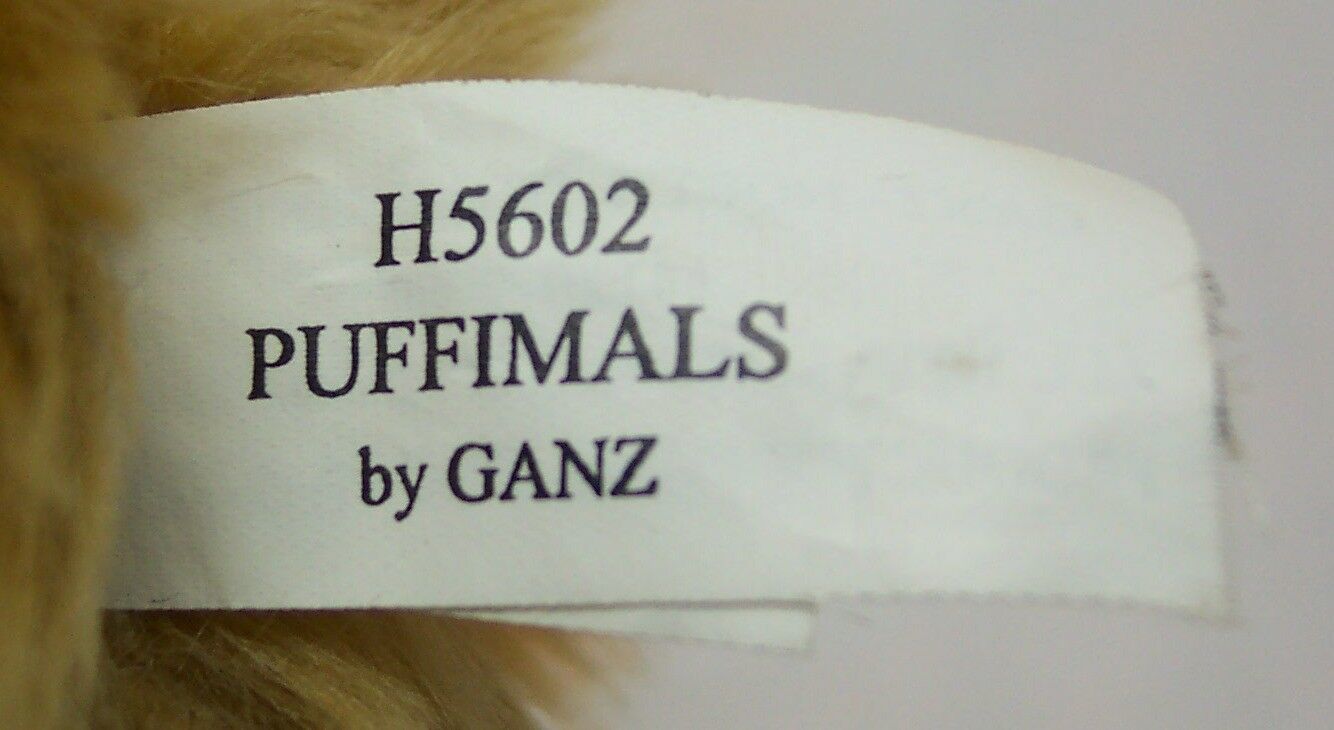 H5602
PUFFIMALS
by GANZ